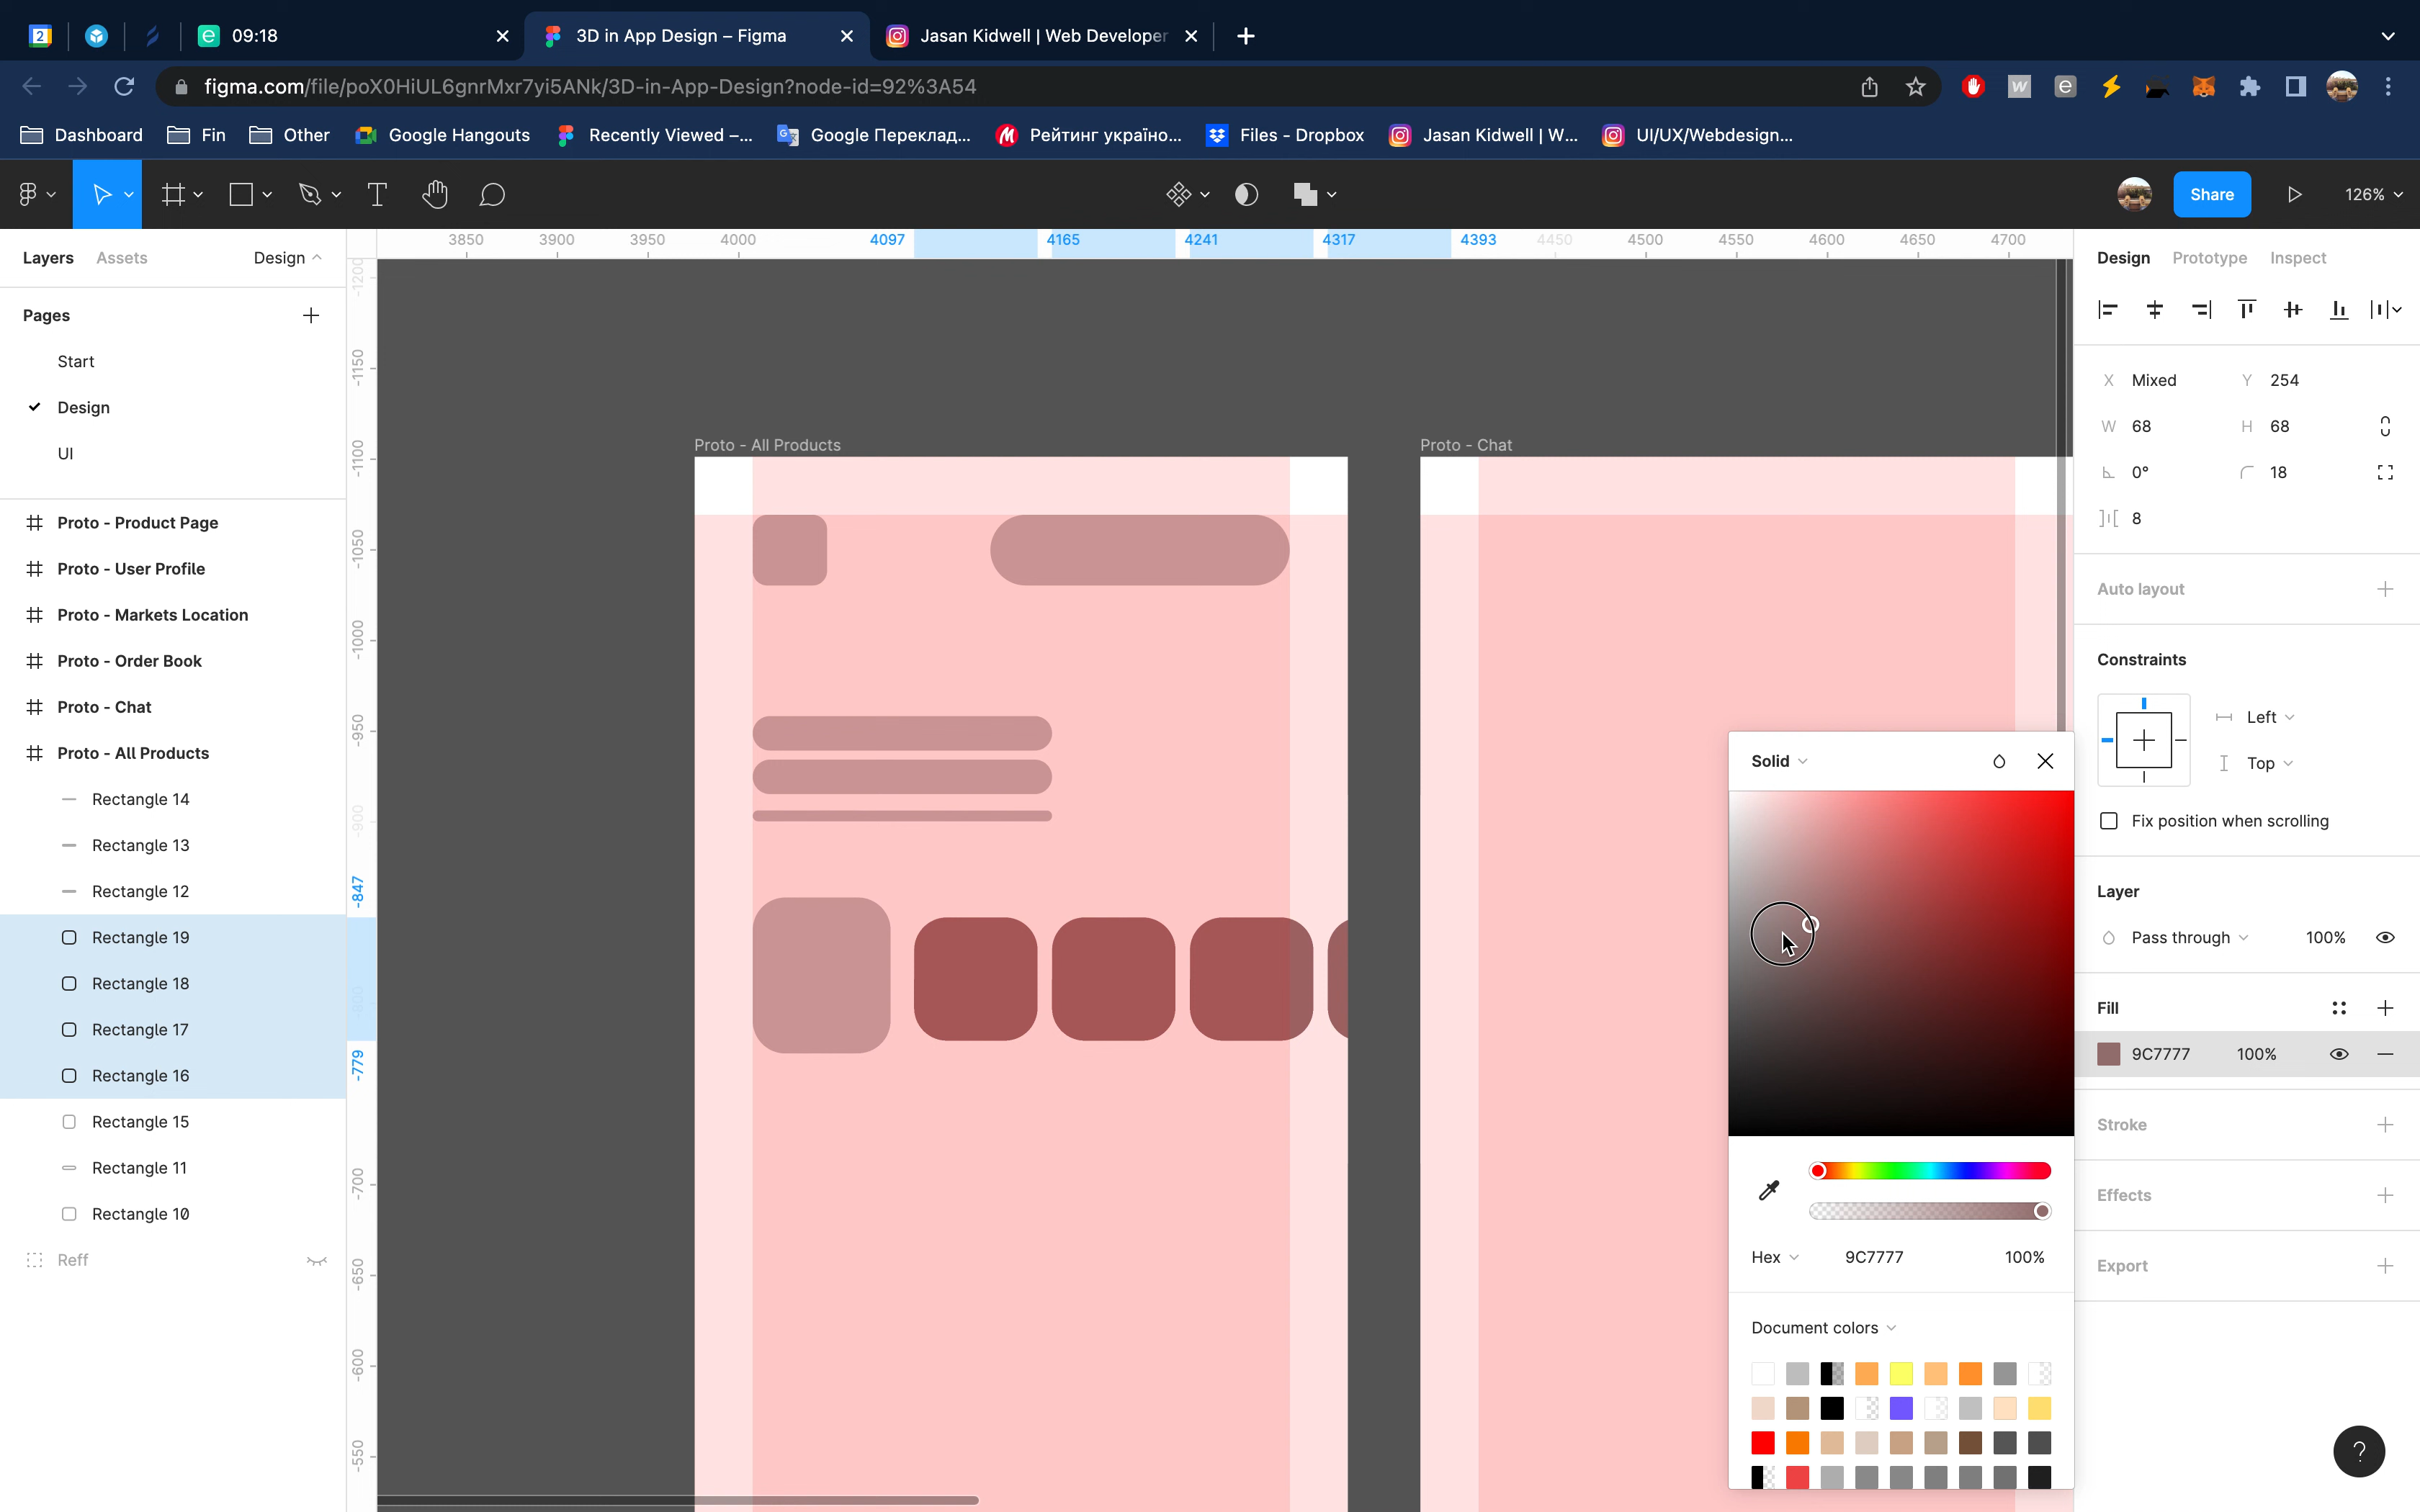 2
09:18
3D in App Design – Figma
Jasan Kidwell | Web Developer
figma.com/file/poX0HiUL6gnrMxr7yi5ANk/3D-in-App-Design?node-id=92%3A54
Dashboard
Fin
Other
Google Hangouts
Recently Viewed –...
Google Переклад...
Рейтинг україно...
Files - Dropbox
Jasan Kidwell | W...
UI/UX/Webdesign...
Share
126%
Layers
Assets
Design
3850 3900 3950 4000 4097 4165 4241 4317 4393 4450 4500 4550 4600 4650 4700
Design
Prototype
Inspect
Pages
Start
Design
UI
Proto - Product Page
Proto - User Profile
Proto - Markets Location
Proto - Order Book
Proto - Chat
Proto - All Products
Rectangle 14
Rectangle 13
Rectangle 12
Rectangle 19
Rectangle 18
Rectangle 17
Rectangle 16
Rectangle 15
Rectangle 11
Rectangle 10
Reff
-1200
-1150
-1100
-1050
-1000
-950
-900
-847
-800
-779
-700
-650
-600
-550
Proto - All Products
Proto - Chat
Solid
Hex
9C7777
100%
Document colors
X Mixed
Y 254
W 68
H 68
0°
18
8
Auto layout
Constraints
Left
Top
Fix position when scrolling
Layer
Pass through
100%
Fill
9C7777
100%
Stroke
Effects
Export
?